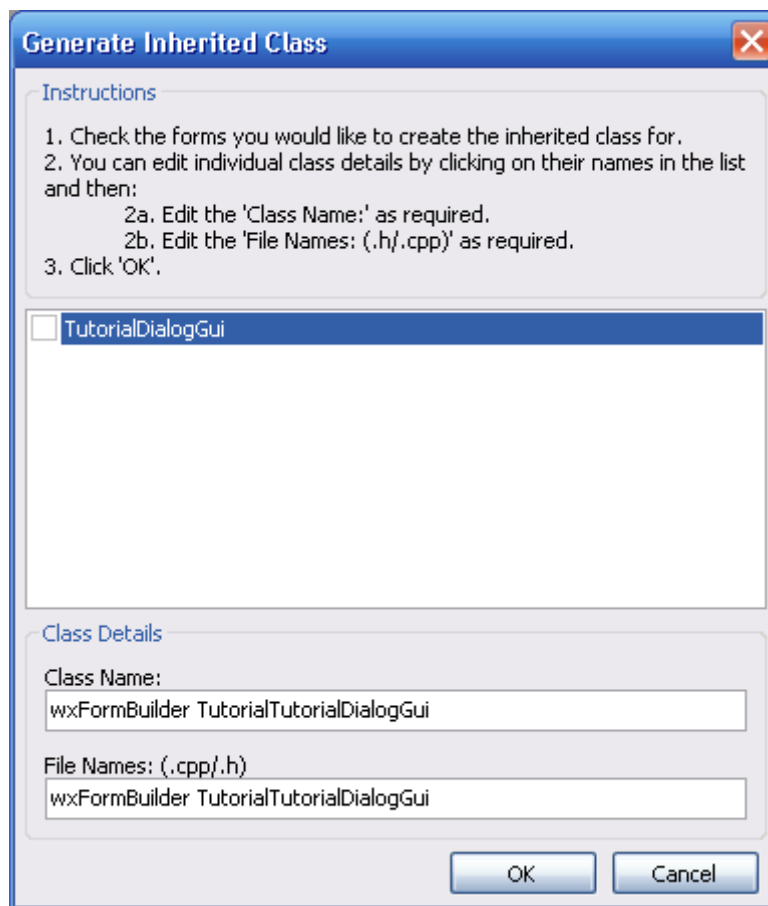 Generate Inherited Class
Instructions
1. Check the forms you would like to create the inherited class for.
2. You can edit individual class details by clicking on their names in the list
and then:
2a. Edit the 'Class Name:' as required.
2b. Edit the 'File Names: (.h/.cpp)' as required.
3. Click 'OK'.
TutorialDialogGui
Class Details
Class Name:
wxFormBuilder TutorialTutorialDialogGui
File Names: (.cpp/.h)
wxFormBuilder TutorialTutorialDialogGui
OK Cancel